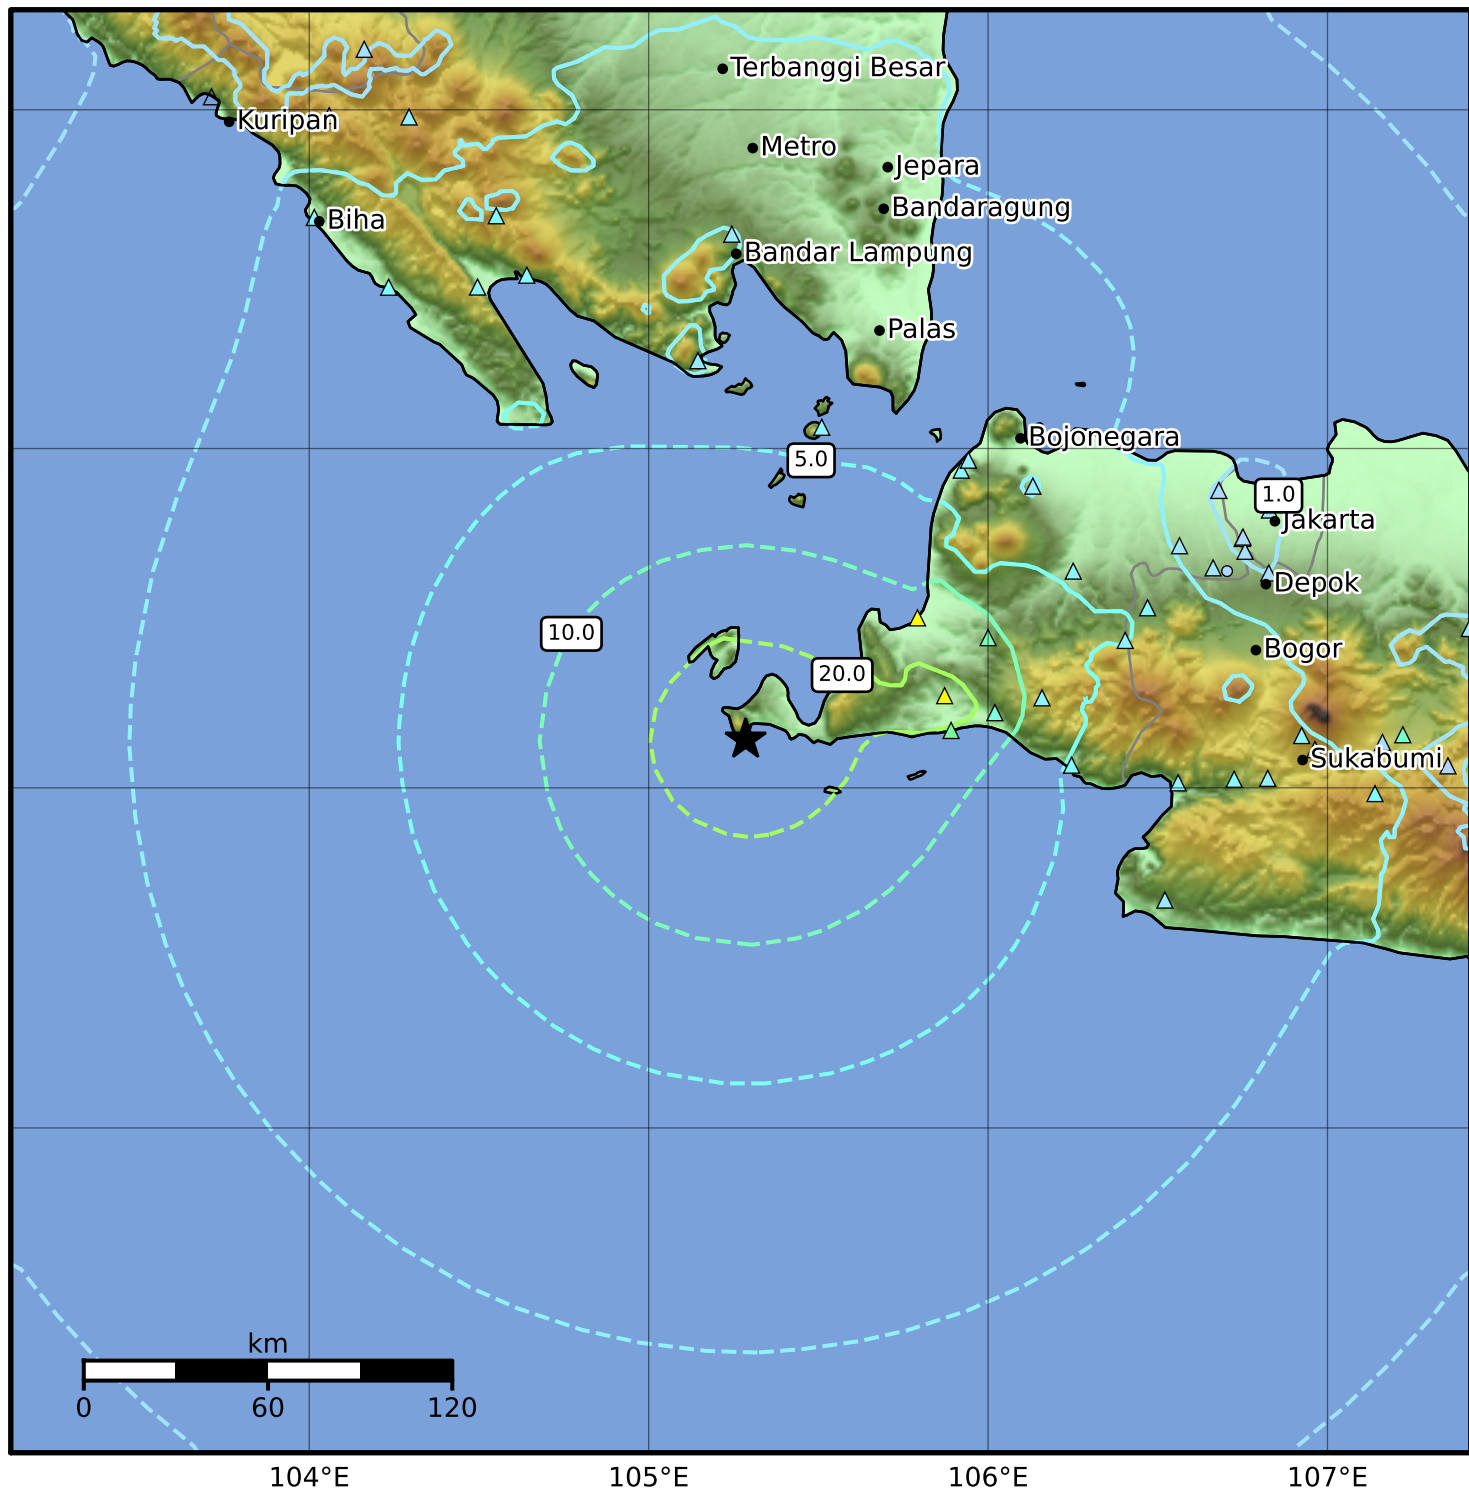 Terbanggi Besar
Kuripan
Metro
Jepara
Bandaragung
Biha
Bandar Lampung
Palas
Bojonegara
5.0
1.0
Jakarta
Depok
10.0
Bogor
20.0
Sukabumi
km
0 60 120
104°E 105°E 106°E 107°E